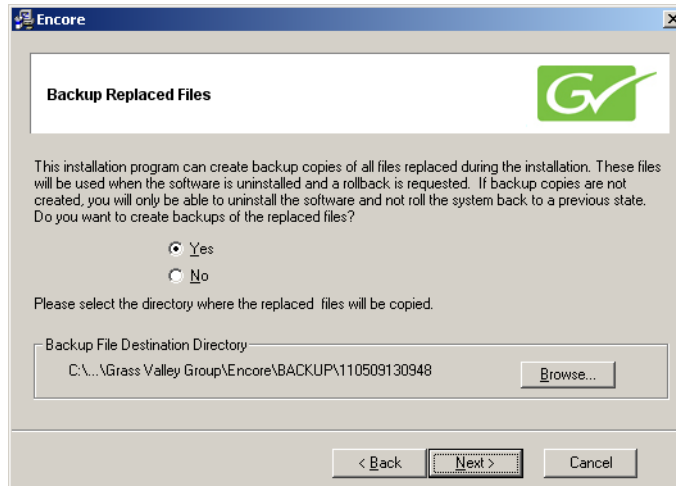 Encore
Backup Replaced Files
GV
This installation program can create backup copies of all files replaced during the installation. These files
will be used when the software is uninstalled and a rollback is requested.  If backup copies are not
created, you will only be able to uninstall the software and not roll the system back to a previous state.
Do you want to create backups of the replaced files?
Yes
No
Please select the directory where the replaced  files will be copied.
Backup File Destination Directory
C:\...\Grass Valley Group\Encore\BACKUP\110509130948
Browse...
< Back
Next >
Cancel